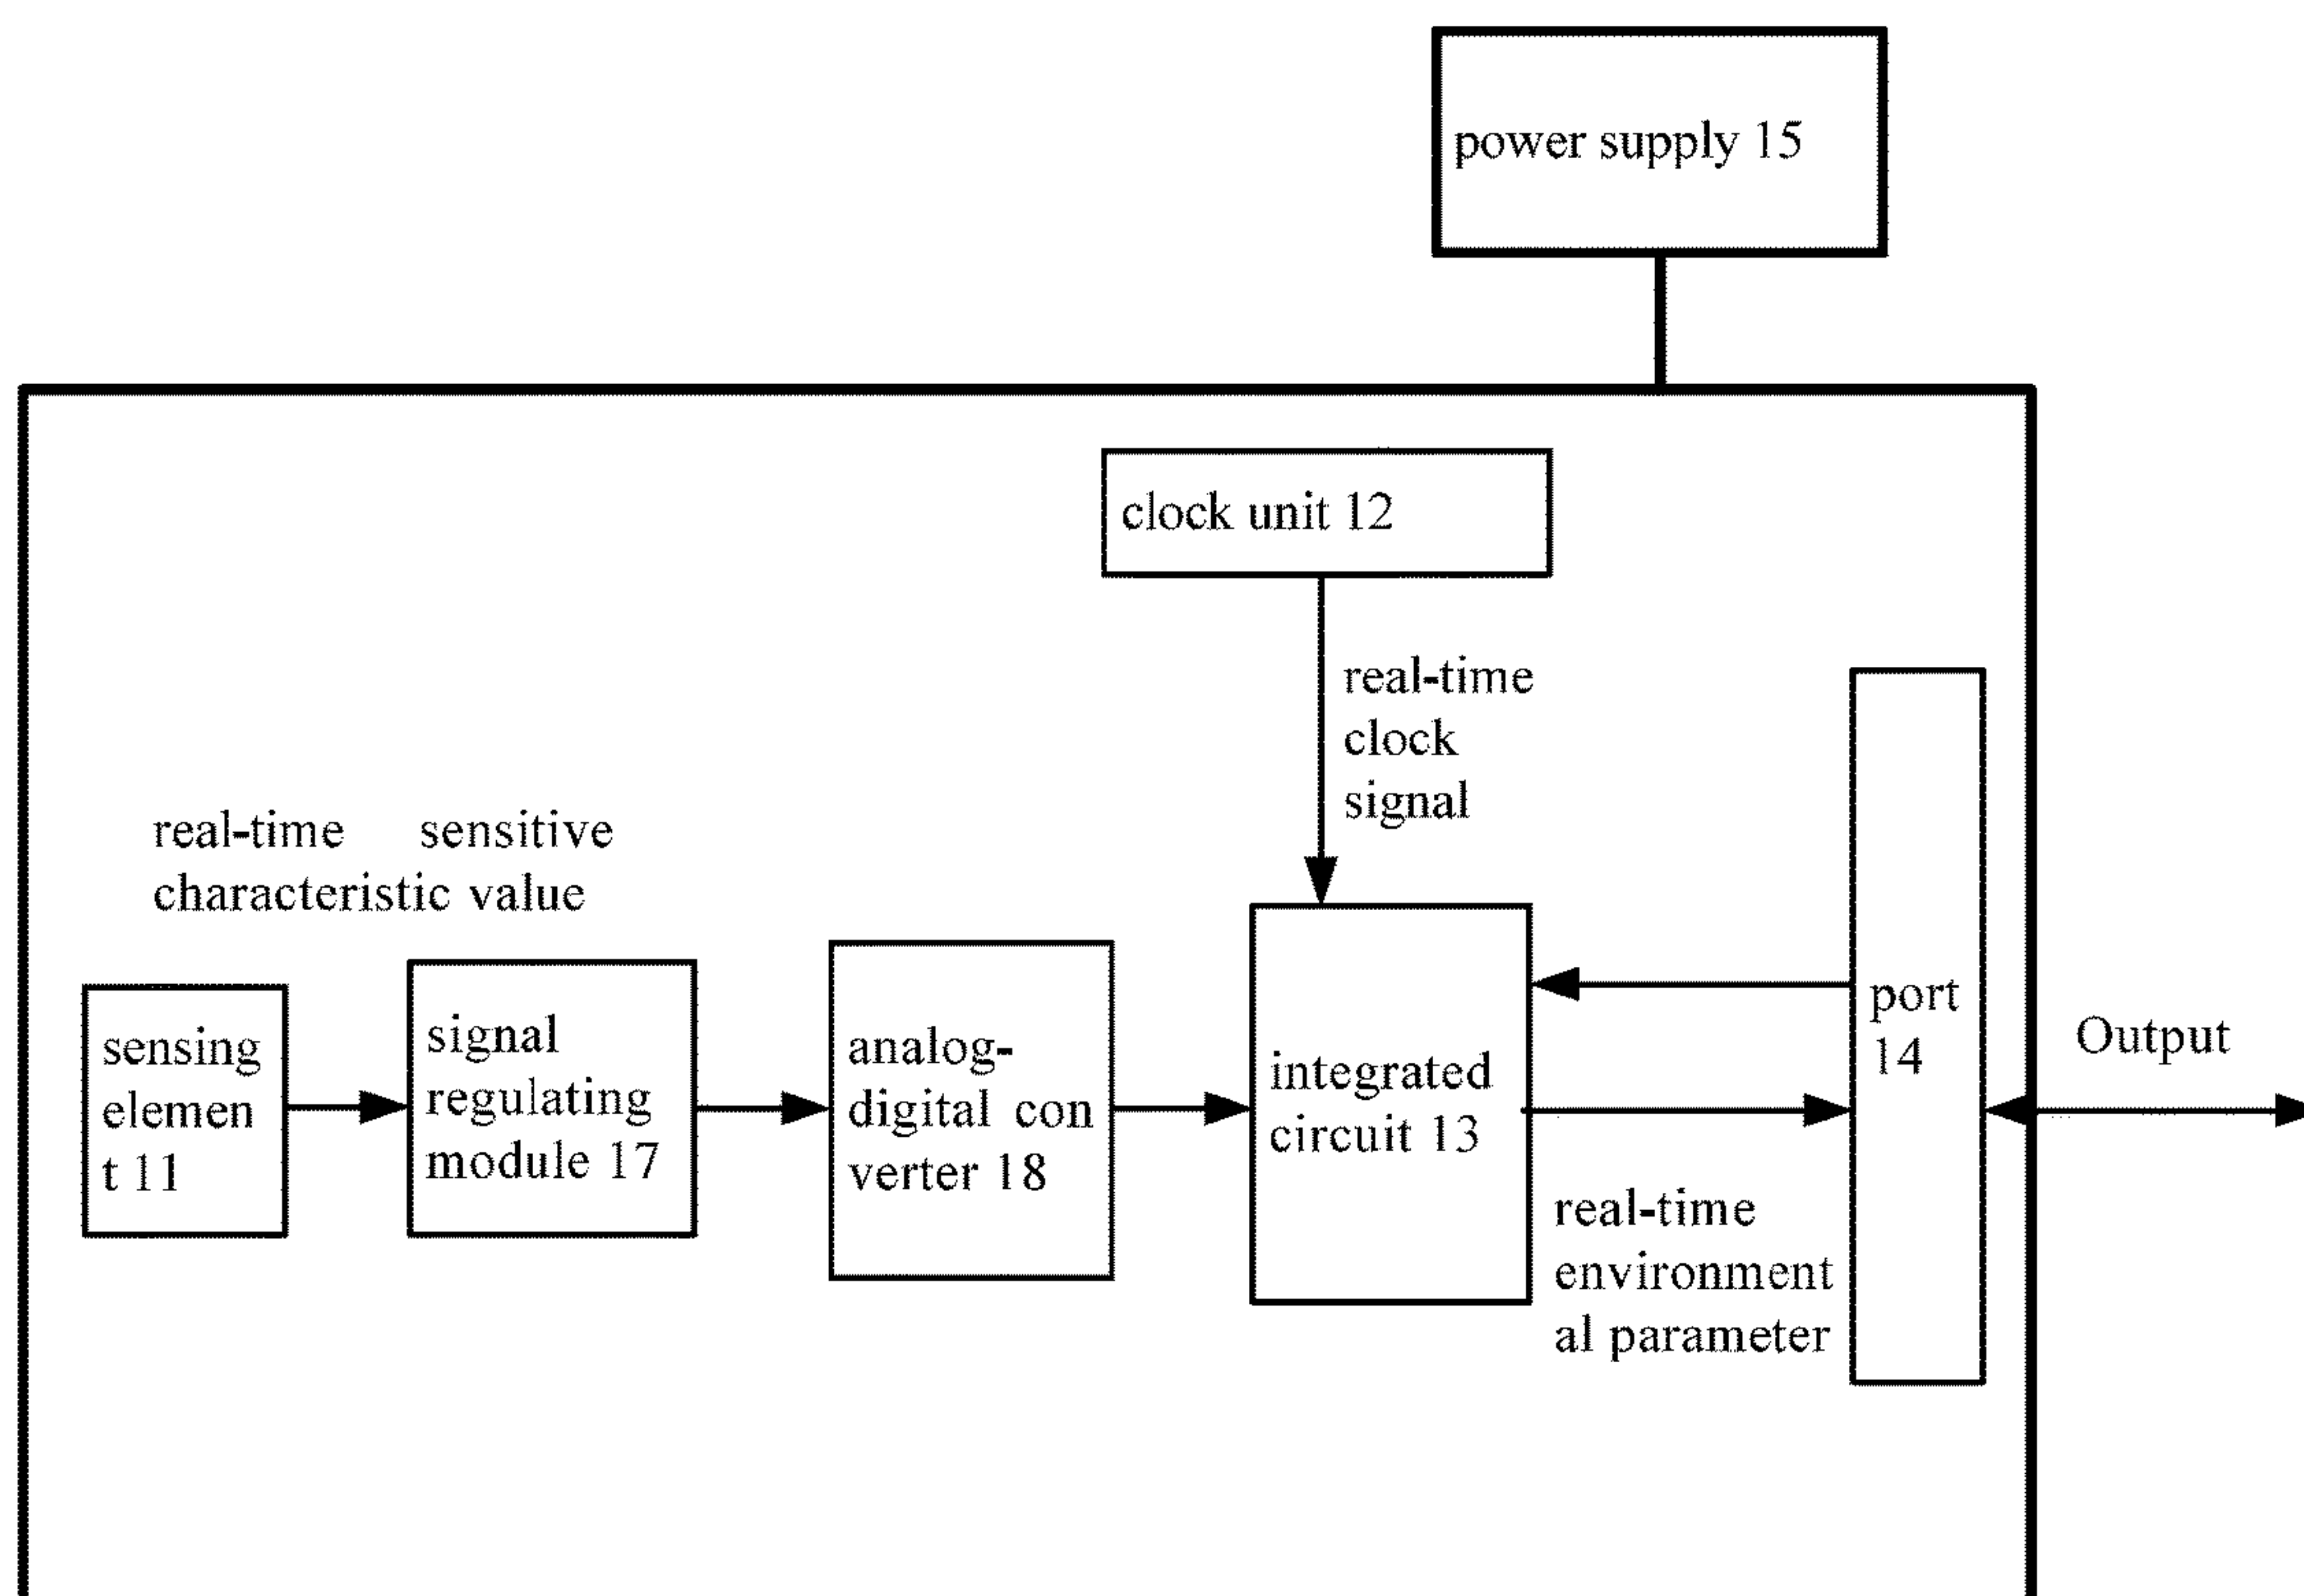 power supply 15
clock unit 12
real-time
clock
signal
real-time sensitive
characteristic value
sensing
elemen
t 11
signal
regulating
module 17
analog-
digital con
verter 18
integrated
circuit 13
real-time
environment
al parameter
port
14
Output